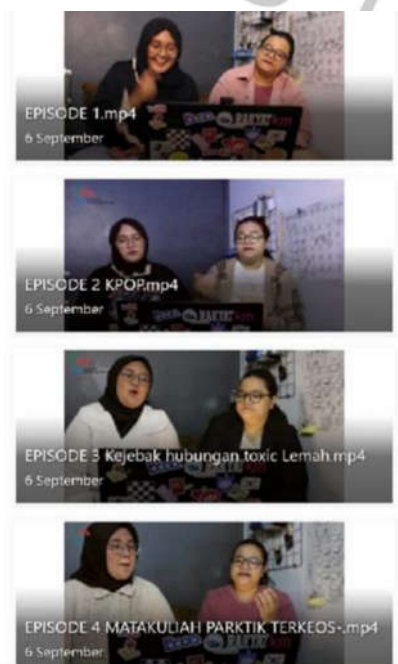 EPISODE 1.mp4
6 September
EPISODE 2 KPOP.mp4
6 September
EPISODE 3 Kejebak hubungan toxic Lemah.mp4
6 September
EPISODE 4 MATAKULIAH PARKTIK TERKEOS-.mp4
6 September